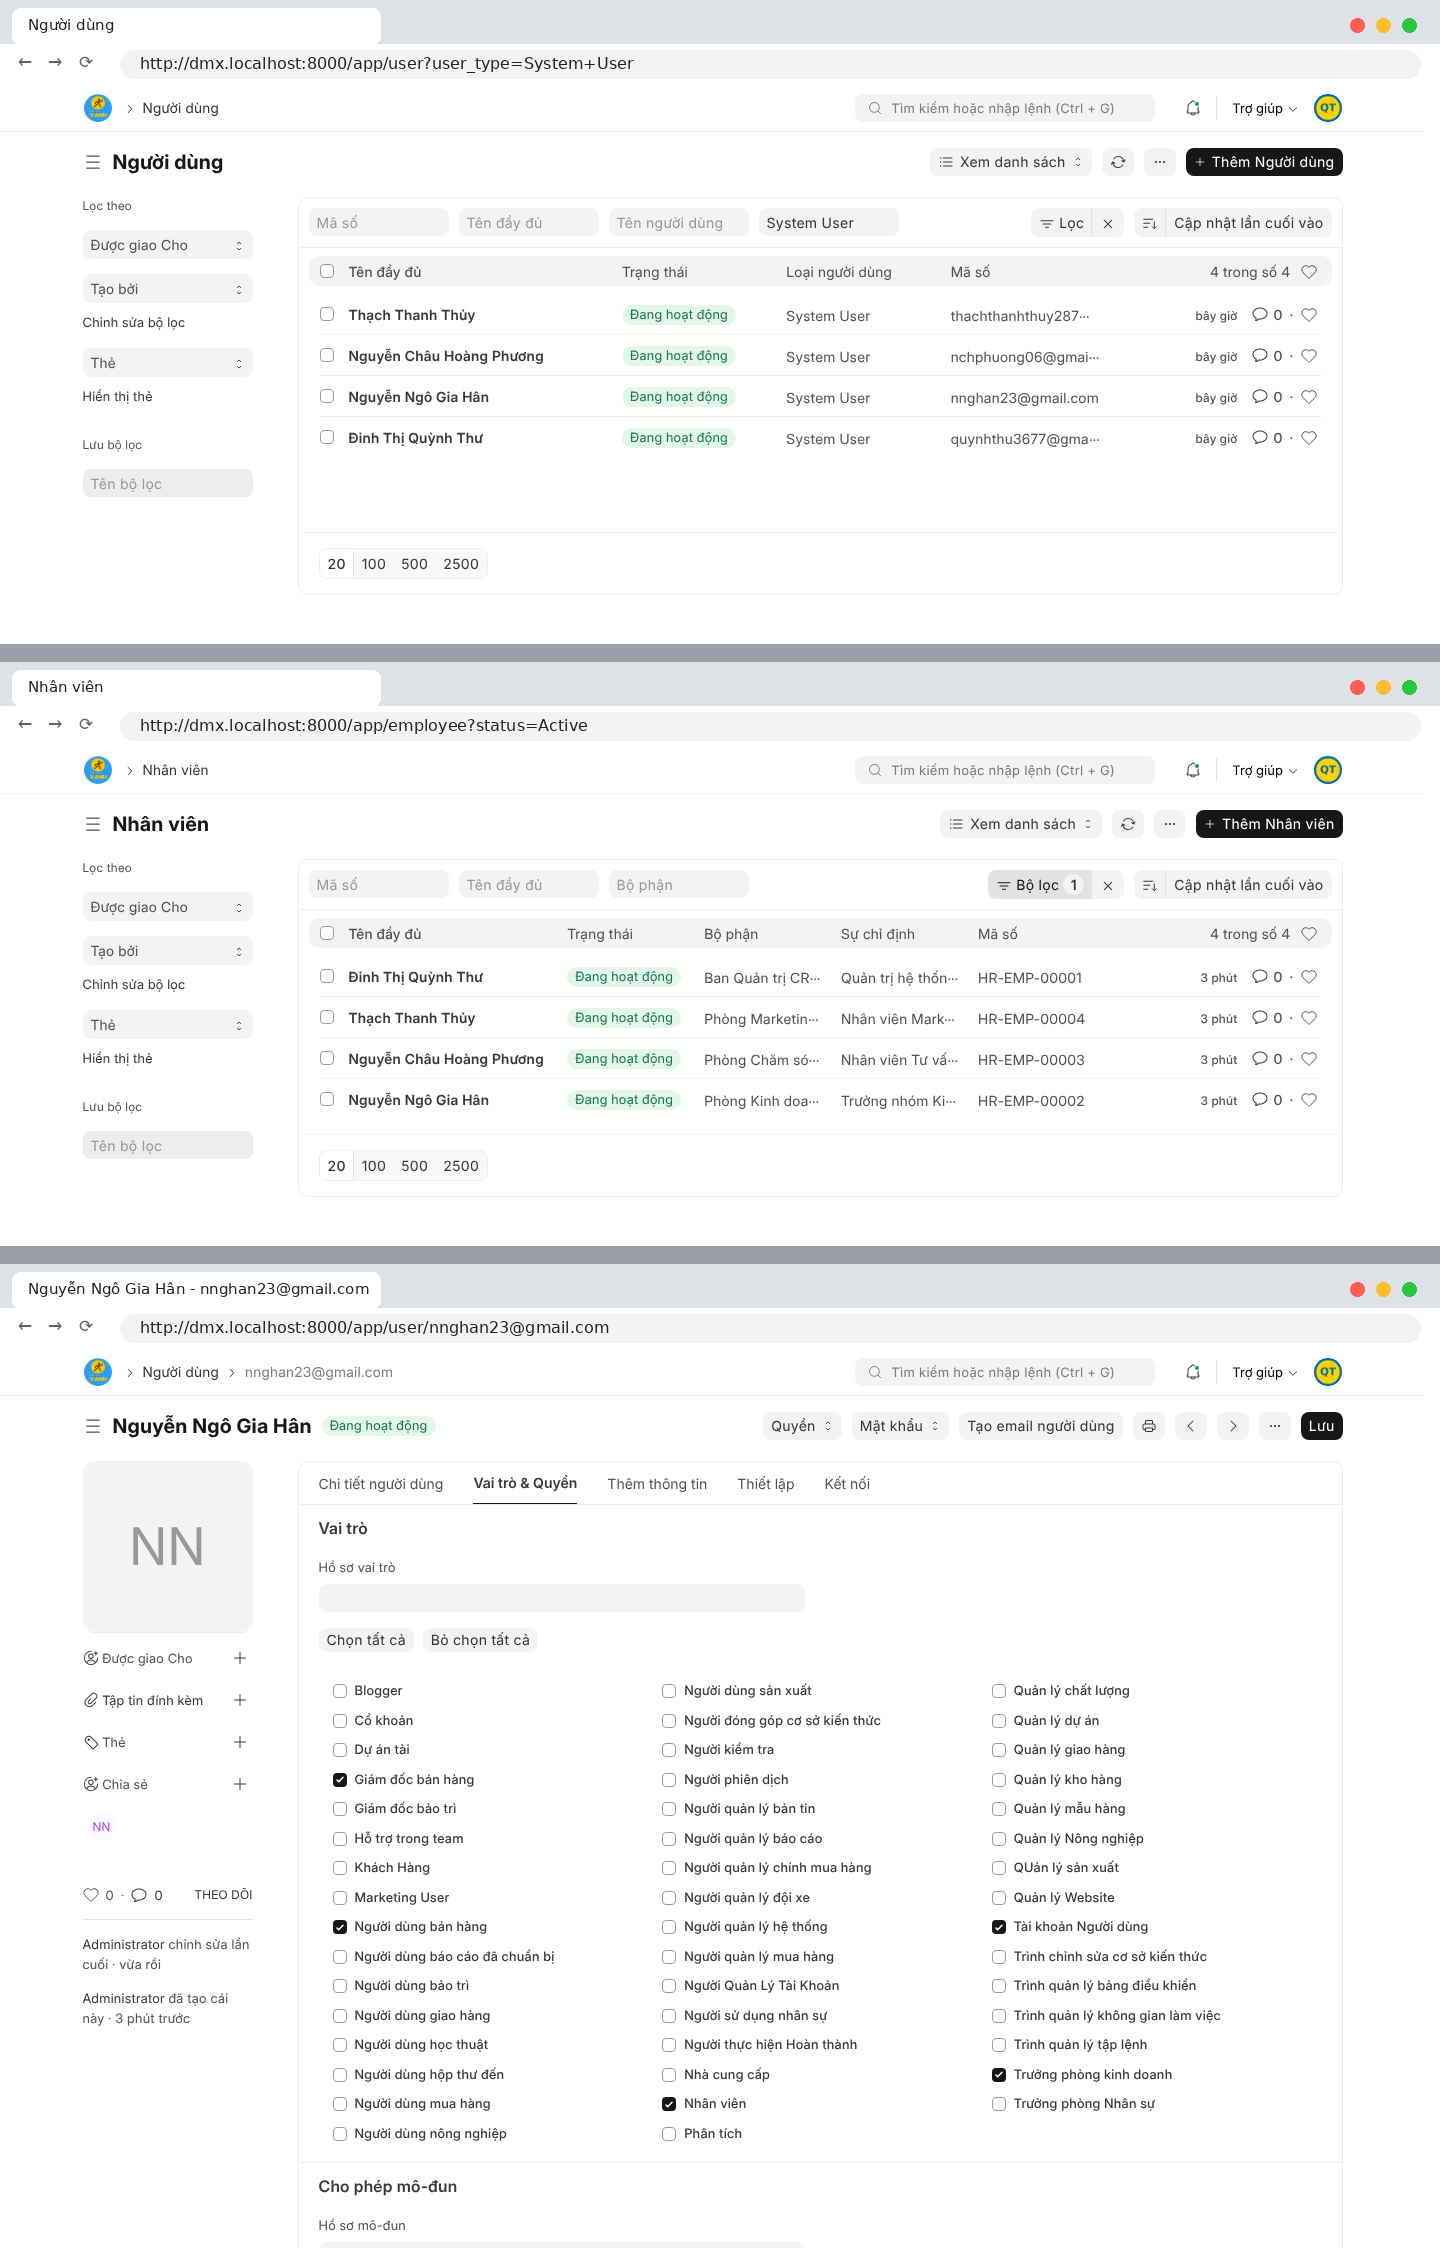 Người dùng
http://dmx.localhost:8000/app/user?user_type=System+User
XANH
Người dùng
Tìm kiếm hoặc nhập lệnh (Ctrl + G)
Trợ giúp
QT
Người dùng
Xem danh sách
Thêm Người dùng
Lọc theo
Được giao Cho
Tạo bởi
Chỉnh sửa bộ lọc
Thẻ
Hiển thị thẻ
Lưu bộ lọc
Tên bộ lọc
Mã số Tên đầy đủ Tên người dùng System User Lọc Cập nhật lần cuối vào
Tên đầy đủ Trạng thái Loại người dùng Mã số 4 trong số 4
Thạch Thanh Thủy Đang hoạt động System User thachthanhthuy287... bây giờ 0 ·
Nguyễn Châu Hoàng Phương Đang hoạt động System User nchphuong06@gmai... bây giờ 0 ·
Nguyễn Ngô Gia Hân Đang hoạt động System User nnghan23@gmail.com bây giờ 0 ·
Đinh Thị Quỳnh Thư Đang hoạt động System User quynhthu3677@gma... bây giờ 0 ·
20 100 500 2500
Nhân viên
http://dmx.localhost:8000/app/employee?status=Active
XANH
Nhân viên
Tìm kiếm hoặc nhập lệnh (Ctrl + G)
Trợ giúp
QT
Nhân viên
Xem danh sách
Thêm Nhân viên
Lọc theo
Được giao Cho
Tạo bởi
Chỉnh sửa bộ lọc
Thẻ
Hiển thị thẻ
Lưu bộ lọc
Tên bộ lọc
Mã số Tên đầy đủ Bộ phận Bộ lọc 1 Cập nhật lần cuối vào
Tên đầy đủ Trạng thái Bộ phận Sự chỉ định Mã số 4 trong số 4
Đinh Thị Quỳnh Thư Đang hoạt động Ban Quản trị CR... Quản trị hệ thốn... HR-EMP-00001 3 phút 0 ·
Thạch Thanh Thủy Đang hoạt động Phòng Marketin... Nhân viên Mark... HR-EMP-00004 3 phút 0 ·
Nguyễn Châu Hoàng Phương Đang hoạt động Phòng Chăm só... Nhân viên Tư vấ... HR-EMP-00003 3 phút 0 ·
Nguyễn Ngô Gia Hân Đang hoạt động Phòng Kinh doa... Trưởng nhóm Ki... HR-EMP-00002 3 phút 0 ·
20 100 500 2500
Nguyễn Ngô Gia Hân - nnghan23@gmail.com
http://dmx.localhost:8000/app/user/nnghan23@gmail.com
XANH
Người dùng
nnghan23@gmail.com
Tìm kiếm hoặc nhập lệnh (Ctrl + G)
Trợ giúp
QT
Nguyễn Ngô Gia Hân Đang hoạt động
Quyền
Mật khẩu
Tạo email người dùng
Lưu
NN
Được giao Cho
Tập tin đính kèm
Thẻ
Chia sẻ
NN
0 · 0 THEO DÕI
Administrator chỉnh sửa lần
cuối · vừa rồi
Administrator đã tạo cái
này · 3 phút trước
Chi tiết người dùng Vai trò & Quyền Thêm thông tin Thiết lập Kết nối
Vai trò
Hồ sơ vai trò
Chọn tất cả Bỏ chọn tất cả
Blogger
Cổ khoản
Dự án tài
Giám đốc bán hàng
Giám đốc bảo trì
Hỗ trợ trong team
Khách Hàng
Marketing User
Người dùng bán hàng
Người dùng báo cáo đã chuẩn bị
Người dùng bảo trì
Người dùng giao hàng
Người dùng học thuật
Người dùng hộp thư đến
Người dùng mua hàng
Người dùng nông nghiệp
Người dùng sản xuất
Người đóng góp cơ sở kiến thức
Người kiểm tra
Người phiên dịch
Người quản lý bản tin
Người quản lý báo cáo
Người quản lý chính mua hàng
Người quản lý đội xe
Người quản lý hệ thống
Người quản lý mua hàng
Người Quản Lý Tài Khoản
Người sử dụng nhân sự
Người thực hiện Hoàn thành
Nhà cung cấp
Nhân viên
Phân tích
Quản lý chất lượng
Quản lý dự án
Quản lý giao hàng
Quản lý kho hàng
Quản lý mẫu hàng
Quản lý Nông nghiệp
QUản lý sản xuất
Quản lý Website
Tài khoản Người dùng
Trình chỉnh sửa cơ sở kiến thức
Trình quản lý bảng điều khiển
Trình quản lý không gian làm việc
Trình quản lý tập lệnh
Trưởng phòng kinh doanh
Trưởng phòng Nhân sự
Cho phép mô-đun
Hồ sơ mô-đun